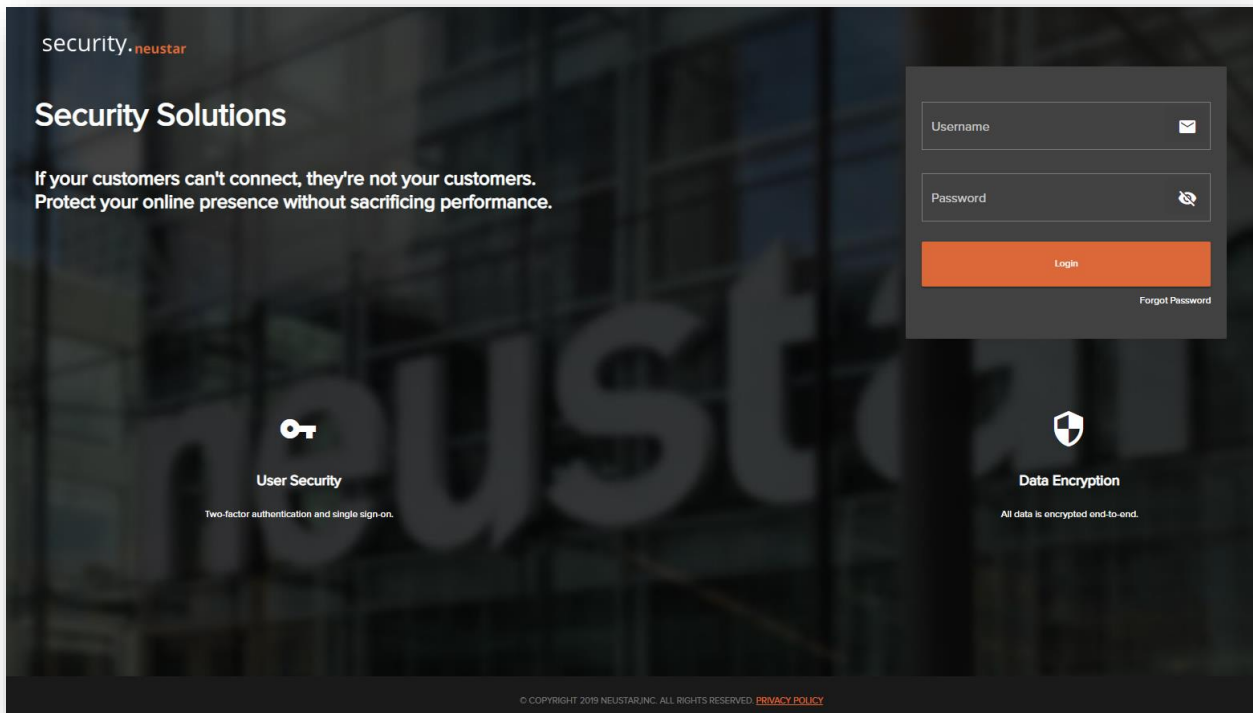 security.neustar
Security Solutions
If your customers can't connect, they're not your customers.
Protect your online presence without sacrificing performance.
Username
Password
Login
Forgot Password
neustar
User Security
Two-factor authentication and single sign-on.
Data Encryption
All data is encrypted end-to-end.
© COPYRIGHT 2019 NEUSTAR,INC. ALL RIGHTS RESERVED. PRIVACY POLICY